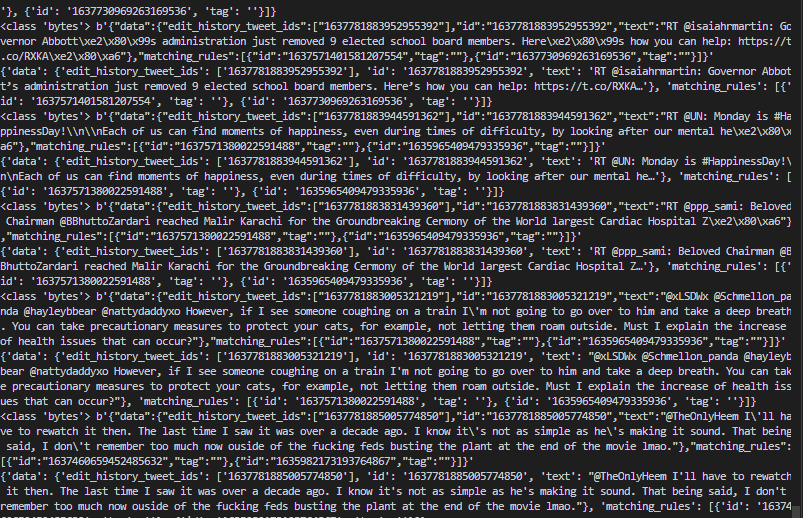 '}, {'id': '1637730969263169536', 'tag': ''}]}
<class 'bytes'> b'{"data":{"edit_history_tweet_ids":["1637781883952955392"],"id":"1637781883952955392","text":"RT @isaiahrmartin: Go
vernor Abbott\xe2\x80\x99s administration just removed 9 elected school board members. Here\xe2\x80\x99s how you can help: https://t
.co/RXKA\xe2\x80\xa6"},"matching_rules":[{"id":"1637571401581207554","tag":""},{"id":"1637730969263169536","tag":""}]}'
{'data': {'edit_history_tweet_ids': ['1637781883952955392'], 'id': '1637781883952955392', 'text': 'RT @isaiahrmartin: Governor Abbot
t’s administration just removed 9 elected school board members. Here’s how you can help: https://t.co/RXKA…'}, 'matching_rules': [{'
id': '1637571401581207554', 'tag': ''}, {'id': '1637730969263169536', 'tag': ''}]}
<class 'bytes'> b'{"data":{"edit_history_tweet_ids":["1637781883944591362"],"id":"1637781883944591362","text":"RT @UN: Monday is #Ha
ppinessDay!\\n\\nEach of us can find moments of happiness, even during times of difficulty, by looking after our mental he\xe2\x80\x
a6"},"matching_rules":[{"id":"1637571380022591488","tag":""},{"id":"1635965409479335936","tag":""}]}'
{'data': {'edit_history_tweet_ids': ['1637781883944591362'], 'id': '1637781883944591362', 'text': 'RT @UN: Monday is #HappinessDay!\
n\nEach of us can find moments of happiness, even during times of difficulty, by looking after our mental he…'}, 'matching_rules': [
{'id': '1637571380022591488', 'tag': ''}, {'id': '1635965409479335936', 'tag': ''}]}
<class 'bytes'> b'{"data":{"edit_history_tweet_ids":["1637781883831439360"],"id":"1637781883831439360","text":"RT @ppp_sami: Beloved
 Chairman @BBhuttoZardari reached Malir Karachi for the Groundbreaking Cermony of the World largest Cardiac Hospital Z\xe2\x80\xa6"}
,"matching_rules":[{"id":"1637571380022591488","tag":""},{"id":"1635965409479335936","tag":""}]}'
{'data': {'edit_history_tweet_ids': ['1637781883831439360'], 'id': '1637781883831439360', 'text': 'RT @ppp_sami: Beloved Chairman @B
BhuttoZardari reached Malir Karachi for the Groundbreaking Cermony of the World largest Cardiac Hospital Z…'}, 'matching_rules': [{'
id': '1637571380022591488', 'tag': ''}, {'id': '1635965409479335936', 'tag': ''}]}
<class 'bytes'> b'{"data":{"edit_history_tweet_ids":["1637781883005321219"],"id":"1637781883005321219","text":"@xLSDWx @Schmellon_pa
nda @hayleybbear @nattydaddyxo However, if I see someone coughing on a train I\'m not going to go over to him and take a deep breath
. You can take precautionary measures to protect your cats, for example, not letting them roam outside. Must I explain the increase 
of health issues that can occur?"},"matching_rules":[{"id":"1637571380022591488","tag":""},{"id":"1635965409479335936","tag":""}]}'
{'data': {'edit_history_tweet_ids': ['1637781883005321219'], 'id': '1637781883005321219', 'text': "@xLSDWx @Schmellon_panda @hayleyb
bear @nattydaddyxo However, if I see someone coughing on a train I'm not going to go over to him and take a deep breath. You can tak
e precautionary measures to protect your cats, for example, not letting them roam outside. Must I explain the increase of health iss
ues that can occur?"}, 'matching_rules': [{'id': '1637571380022591488', 'tag': ''}, {'id': '1635965409479335936', 'tag': ''}]}
<class 'bytes'> b'{"data":{"edit_history_tweet_ids":["1637781885005774850"],"id":"1637781885005774850","text":"@TheOnlyHeem I\'ll ha
ve to rewatch it then. The last time I saw it was over a decade ago. I know it\'s not as simple as he\'s making it sound. That being
 said, I don\'t remember too much now ouside of the fucking feds busting the plant at the end of the movie lmao."},"matching_rules":
[{"id":"1637460659452485632","tag":""},{"id":"1635982173193764867","tag":""}]}'
{'data': {'edit_history_tweet_ids': ['1637781885005774850'], 'id': '1637781885005774850', 'text': "@TheOnlyHeem I'll have to rewatch
 it then. The last time I saw it was over a decade ago. I know it's not as simple as he's making it sound. That being said, I don't 
remember too much now ouside of the fucking feds busting the plant at the end of the movie lmao."}, 'matching_rules': [{'id': '16374